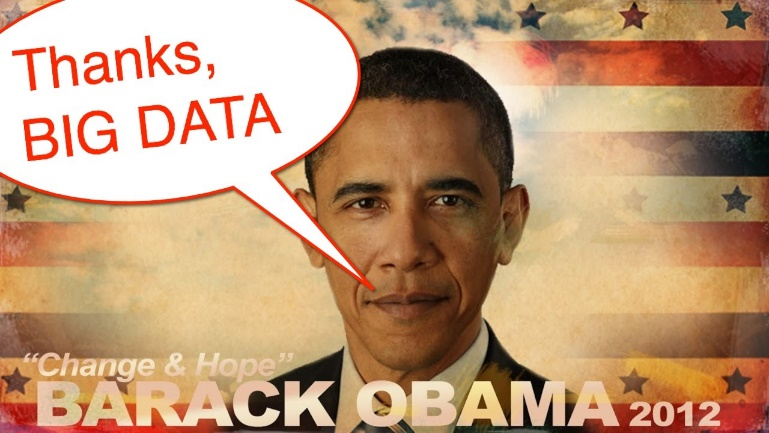 Thanks,
BIG DATA
“Change & Hope”
BARACK OBAMA 2012